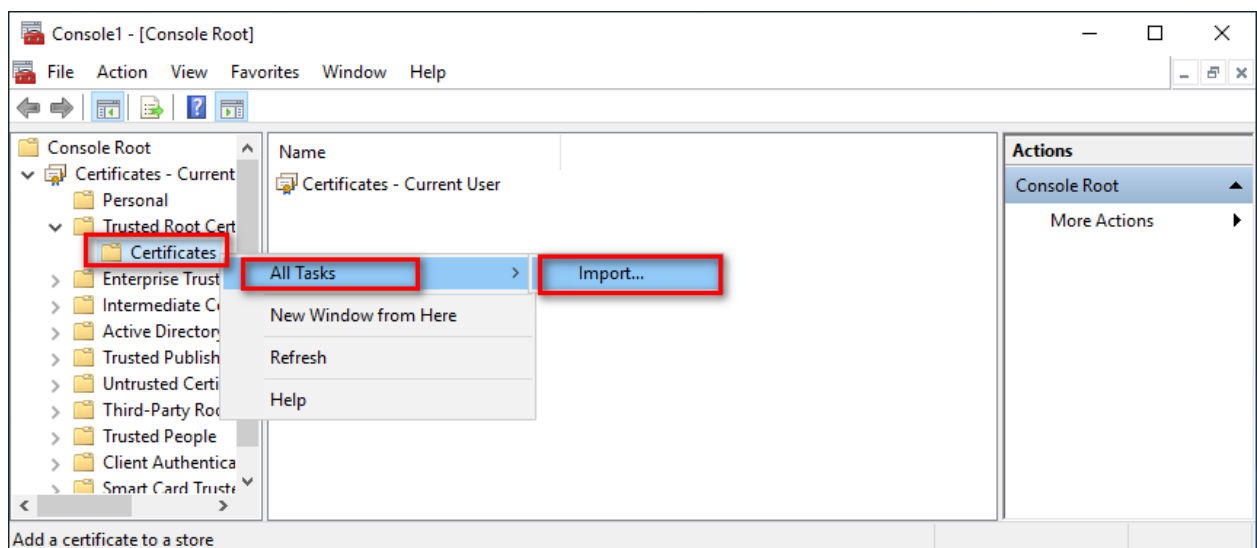 Console1 - [Console Root]
File Action View Favorites Window Help
Console Root
Certificates - Current
Personal
Trusted Root Cert
Certificates
Enterprise Trust
Intermediate
Active Director
Trusted Publish
Untrusted Certi
Third-Party Roo
Trusted People
Client Authentica
Smart Card Truste
Name
Certificates - Current User
All Tasks
Import...
New Window from Here
Refresh
Help
Actions
Console Root
More Actions
Add a certificate to a store